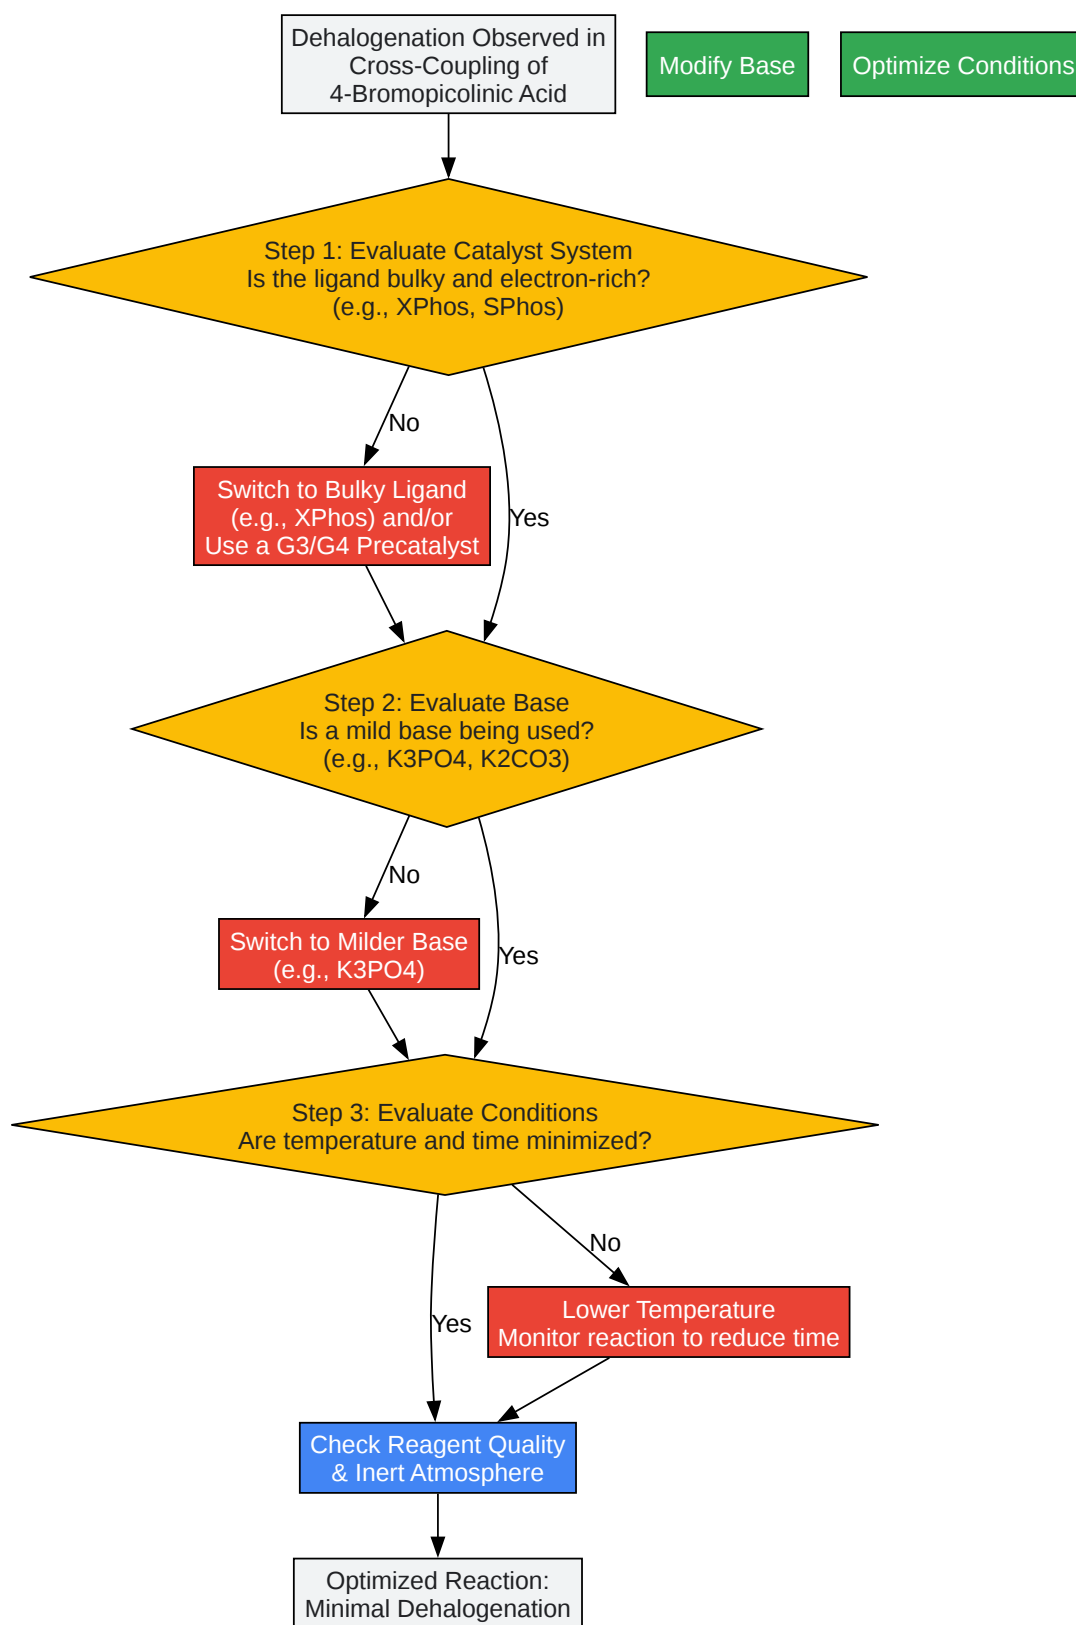 Dehalogenation Observed in
Cross-Coupling of
4-Bromopicolinic Acid
Modify Base
Optimize Conditions
Step 1: Evaluate Catalyst System
Is the ligand bulky and electron-rich?
(e.g., XPhos, SPhos)
No
Switch to Bulky Ligand
(e.g., XPhos) and/or
Use a G3/G4 Precatalyst
Yes
Step 2: Evaluate Base
Is a mild base being used?
(e.g., K3PO4, K2CO3)
No
Switch to Milder Base
(e.g., K3PO4)
Yes
Step 3: Evaluate Conditions
Are temperature and time minimized?
No
Lower Temperature
Monitor reaction to reduce time
Yes
Check Reagent Quality
& Inert Atmosphere
Optimized Reaction:
Minimal Dehalogenation